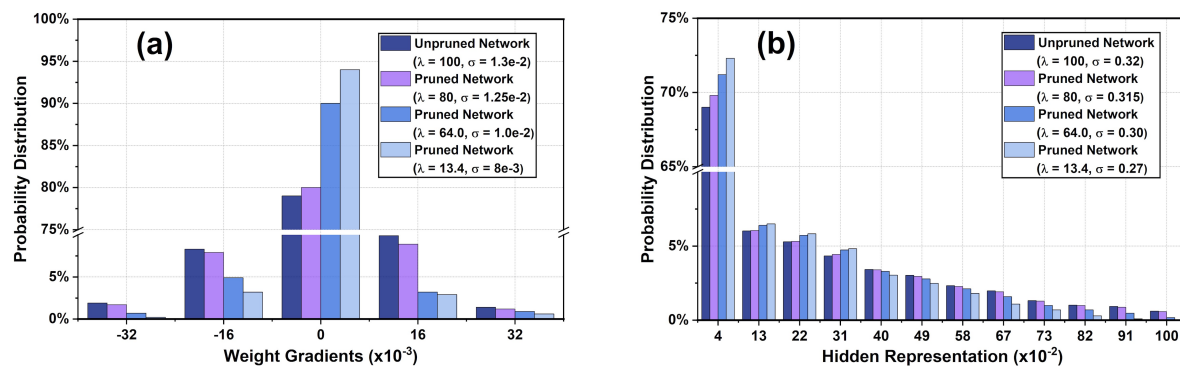 (a)
Probability Distribution
100%
95%
90%
85%
80%
75%
5%
0%
Unpruned Network
(λ = 100, σ = 1.3e-2)
Pruned Network
(λ = 80, σ = 1.25e-2)
Pruned Network
(λ = 64.0, σ = 1.0e-2)
Pruned Network
(λ = 13.4, σ = 8e-3)
-32 -16 0 16 32
Weight Gradients (x10⁻³)
(b)
Probability Distribution
75%
70%
65%
5%
0%
Unpruned Network
(λ = 100, σ = 0.32)
Pruned Network
(λ = 80, σ = 0.315)
Pruned Network
(λ = 64.0, σ = 0.30)
Pruned Network
(λ = 13.4, σ = 0.27)
4 13 22 31 40 49 58 67 73 82 91 100
Hidden Representation (x10⁻²)